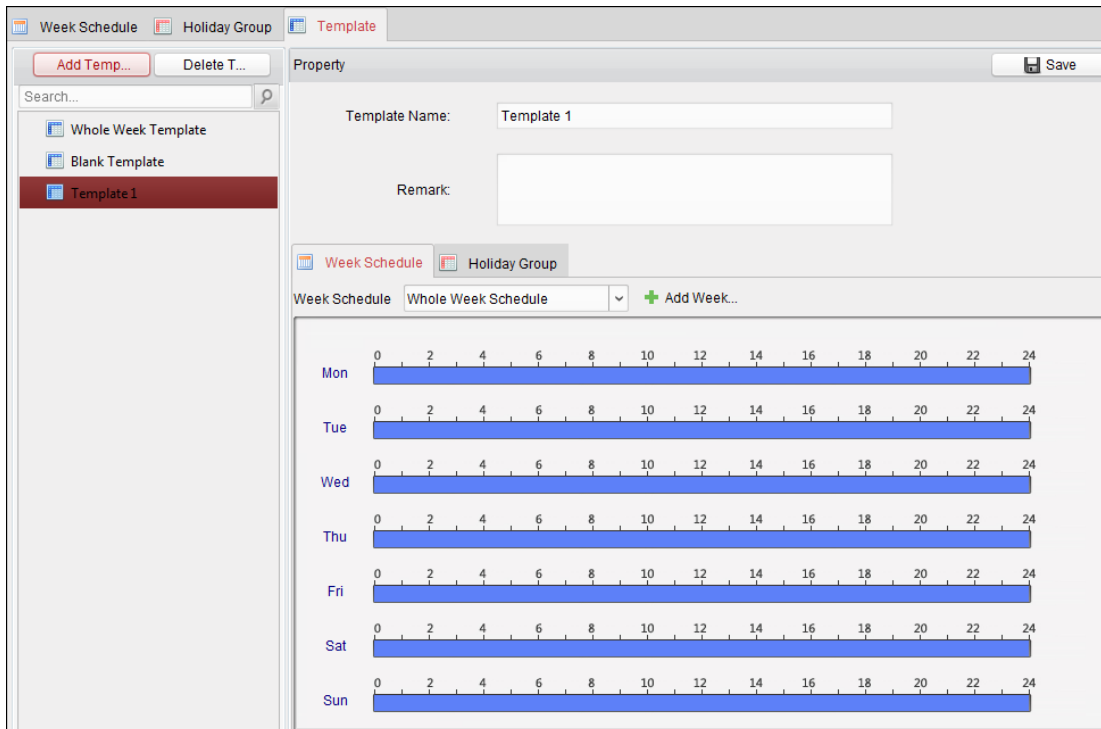 Week Schedule Holiday Group Template
Add Temp... Delete T... Property Save
Search...
Template Name: Template 1
Whole Week Template
Blank Template
Remark:
Template 1
Week Schedule Holiday Group
Week Schedule Whole Week Schedule Add Week...
0 2 4 6 8 10 12 14 16 18 20 22 24
Mon
0 2 4 6 8 10 12 14 16 18 20 22 24
Tue
0 2 4 6 8 10 12 14 16 18 20 22 24
Wed
0 2 4 6 8 10 12 14 16 18 20 22 24
Thu
0 2 4 6 8 10 12 14 16 18 20 22 24
Fri
0 2 4 6 8 10 12 14 16 18 20 22 24
Sat
0 2 4 6 8 10 12 14 16 18 20 22 24
Sun